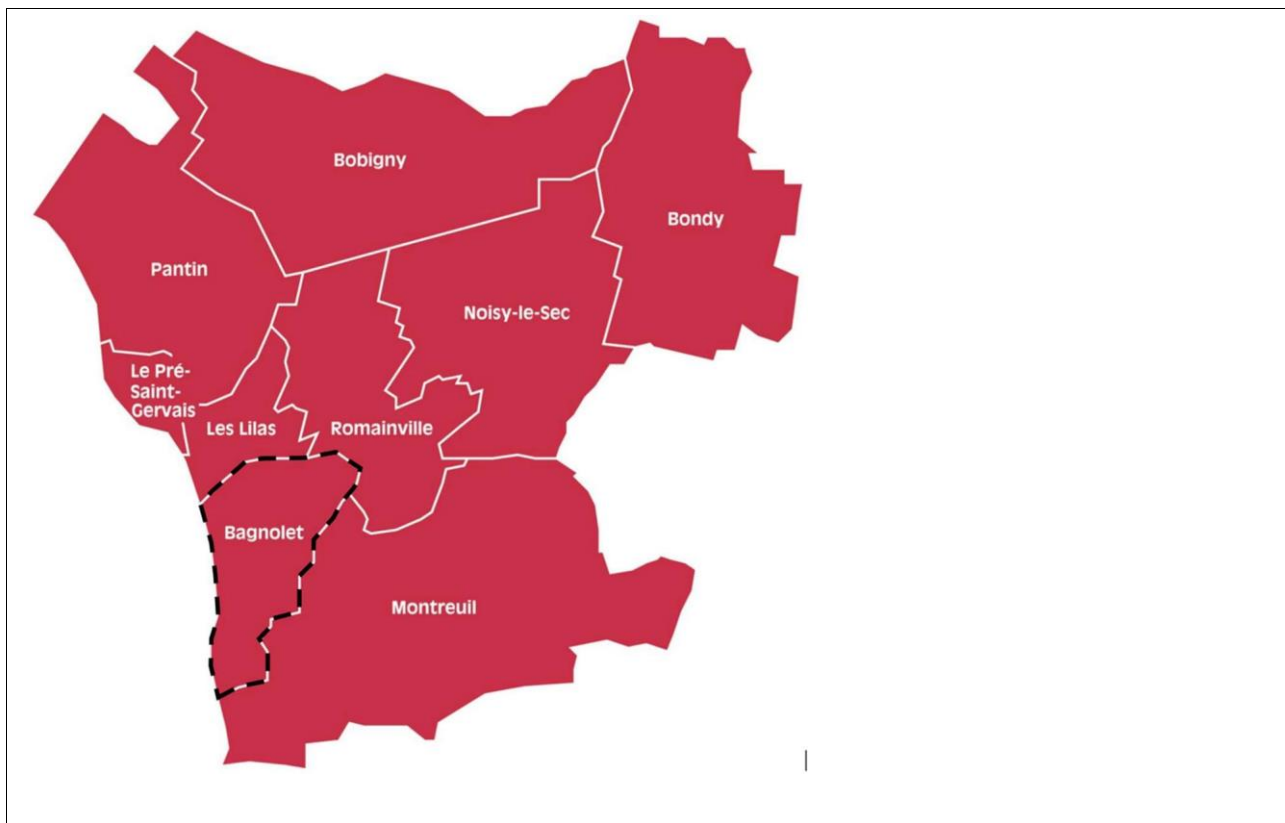 Bobigny
Bondy
Pantin
Noisy-le-Sec
Le Pré-
Saint-
Gervais
Les Lilas
Romainville
Bagnolet
Montreuil